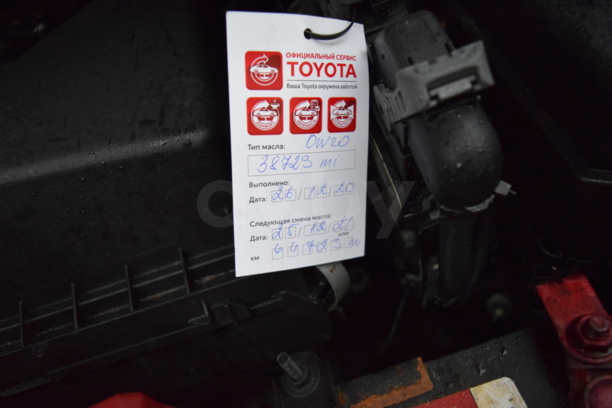 ОФИЦИАЛЬНЫЙ СЕРВИС
TOYOTA
Ваша Toyota окружена заботой
Тип масла: 0w20
38723 mi
Выполнено:
Дата: 26/12/20
Следующая смена масла:
Дата: 25/12/21
или
км